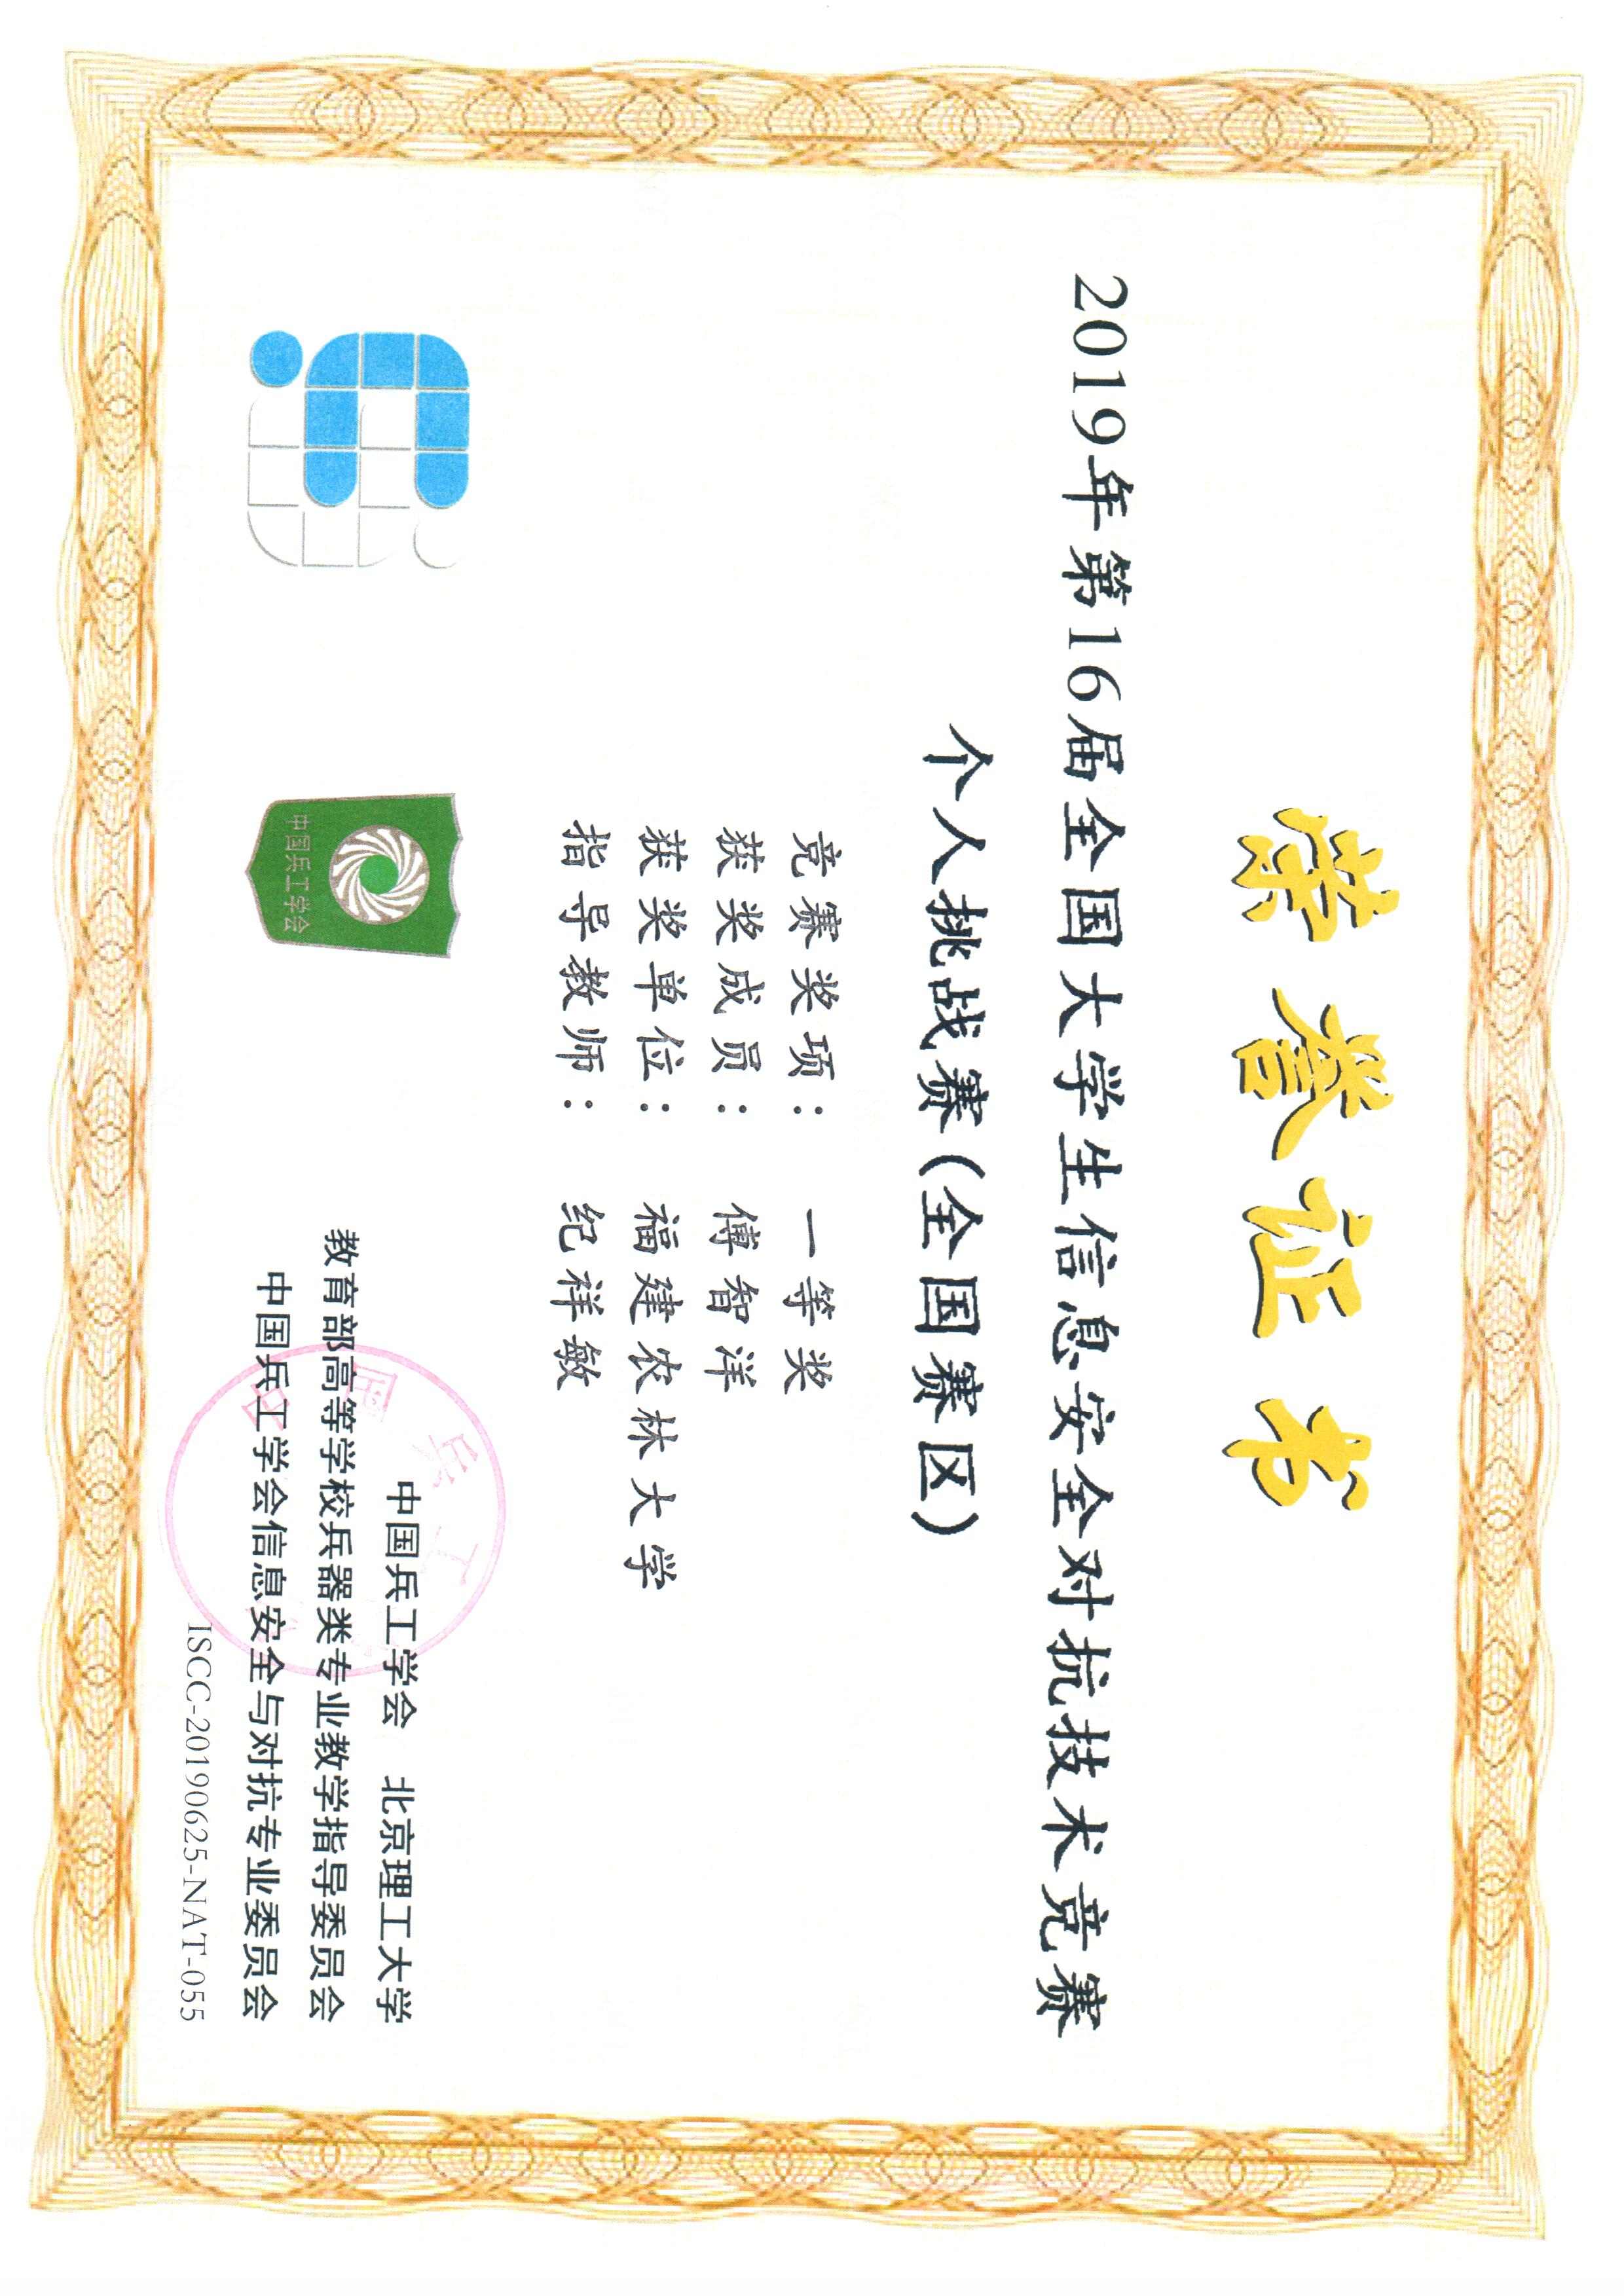 荣誉证书
2019年第16届全国大学生信息安全对抗技术竞赛
个人挑战赛(全国赛区)
竞赛奖项: 一等奖
获奖成员: 傅智洋
获奖单位: 福建农林大学
指导教师: 纪祥敏
中国兵工学会
中国兵工学会 北京理工大学
教育部高等学校兵器类专业教学指导委员会
中国兵工学会信息安全与对抗专业委员会
ISCC-20190625-NAT-055
中国兵工